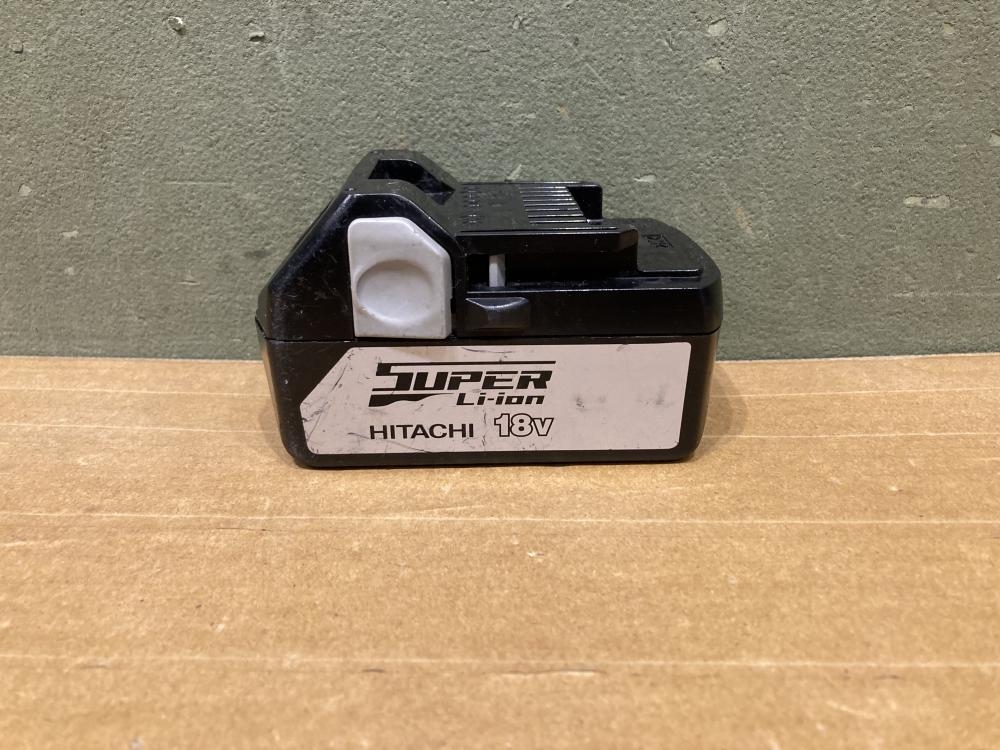 SUPER
Li-ion
HITACHI 18V